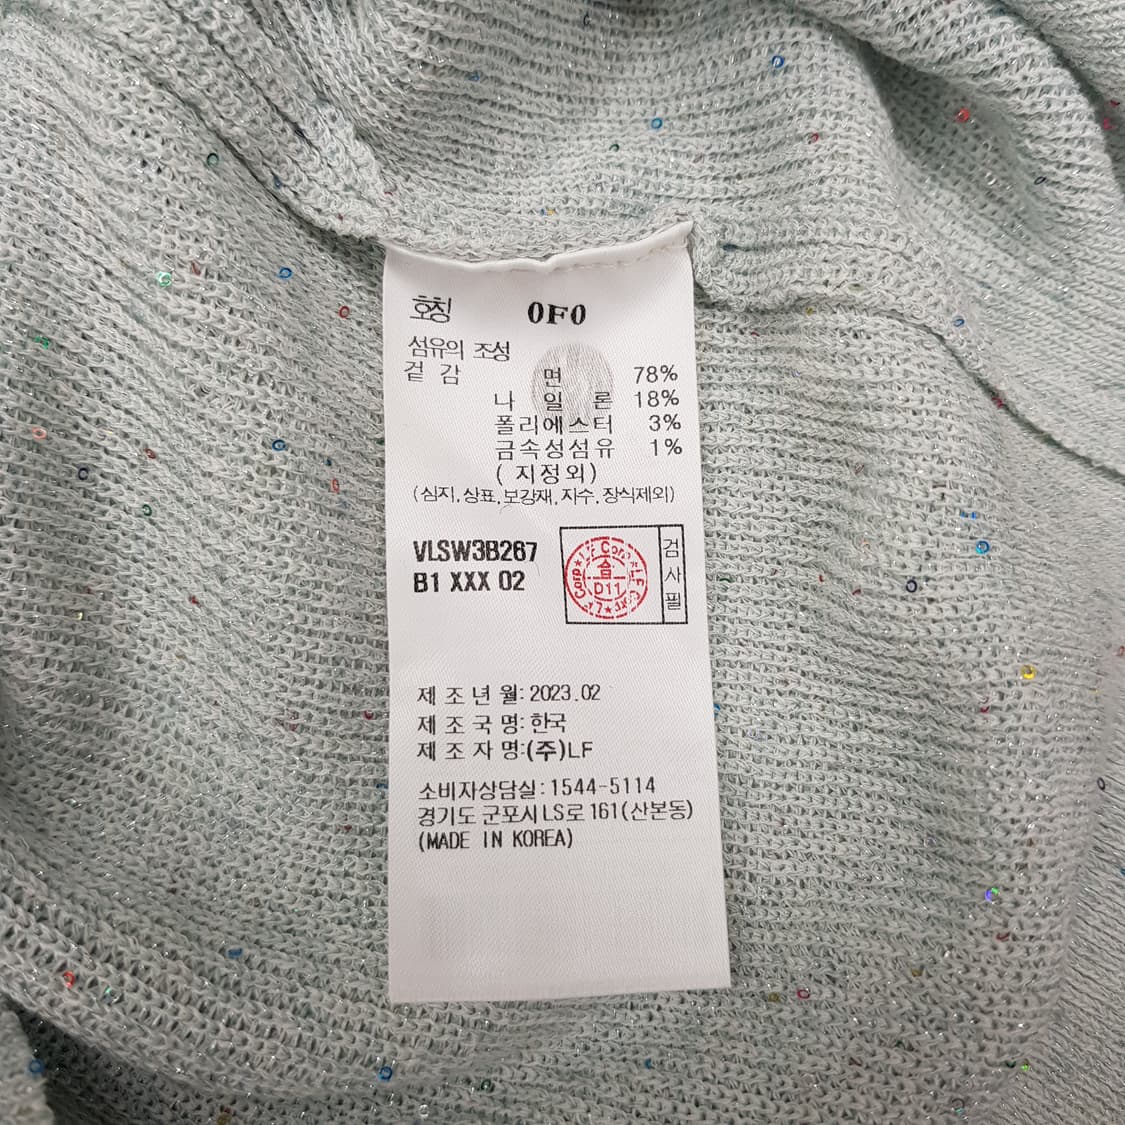 호칭 0F0
섬유의 조성
겉 감 면 78%
나 일 론 18%
폴리에스터 3%
금속성섬유 1%
( 지정외)
(심지,상표,보강재,자수,장식제외)
VLSW3B267
B1 XXX 02
합
D11
검사필
제 조 년 월: 2023.02
제 조 국 명: 한국
제 조 자 명:(주)LF
소비자상담실: 1544-5114
경기도 군포시 LS로 161(산본동)
(MADE IN KOREA)